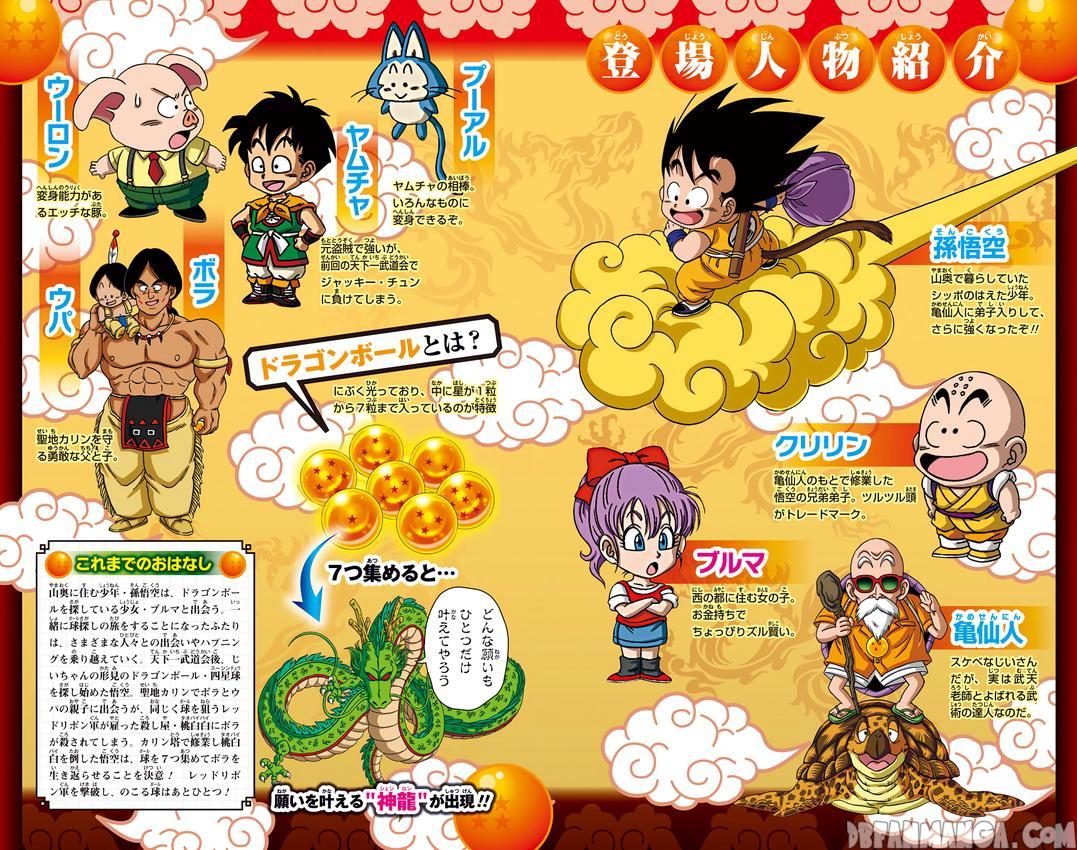 登場人物紹介
孫悟空
山奥で暮らしていた
シッポのはえた少年。
亀仙人に弟子入りして、
さらに強くなったぞ!!
クリリン
亀仙人のもとで修業した
悟空の兄弟弟子。ツルツル頭
がトレードマーク。
ブルマ
西の都に住む女の子。
お金持ちで
ちょっぴりズル賢い。
亀仙人
スケベなじいさん
だが、実は武天
老師とよばれる武
術の達人なのだ。
プーアル
ヤムチャの相棒。
いろんなものに
変身できるぞ。
ヤムチャ
元盗賊で強いが、
前回の天下一武道会で
ジャッキー・チュン
に負けてしまう。
ウーロン
変身能力があ
るエッチな豚。
ボラ
ウパ
聖地カリンを守
る勇敢な父と子。
ドラゴンボールとは?
にぶく光っており、中に星が1粒
から7粒まで入っているのが特徴
7つ集めると…
どんな願いも
ひとつだけ
叶えてやろう
願いを叶える"神龍"が出現!!
これまでのおはなし
山奥に住む少年・孫悟空は、ドラゴンボー
ルを探している少女・ブルマと出会う。一
緒に球探しの旅をすることになったふたり
は、さまざまな人々との出会いやハプニン
グを乗り越えていく。天下一武道会後、じ
いちゃんの形見のドラゴンボール・四星球
を探し始めた悟空。聖地カリンでボラとウ
パの親子に出会うが、同じく球を狙うレッ
ドリボン軍が雇った殺し屋・桃白白にボラ
が殺されてしまう。カリン塔で修業し桃白
白を倒した悟空は、球を7つ集めてボラを
生き返らせることを決意! レッドリボ
ン軍を撃破し、のこる球はあとひとつ!
DBFANMANGA.COM